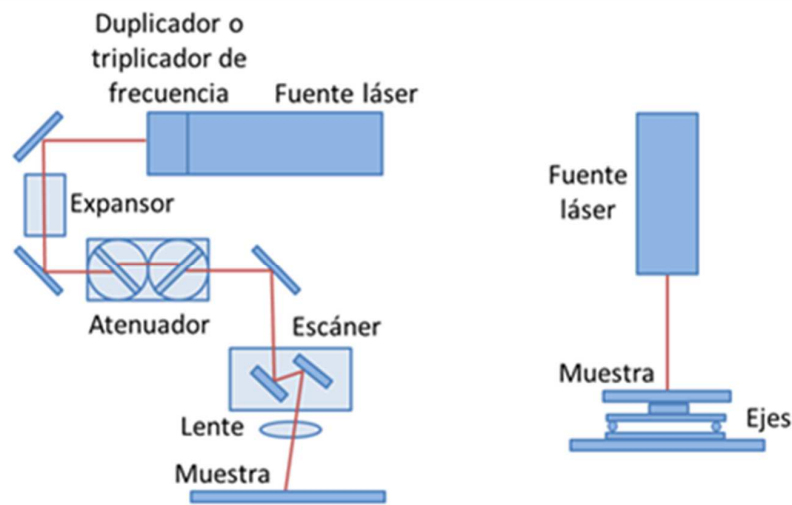 Duplicador o
triplicador de
frecuencia
Fuente láser
Expansor
Atenuador
Escáner
Lente
Muestra
Fuente
láser
Muestra
Ejes